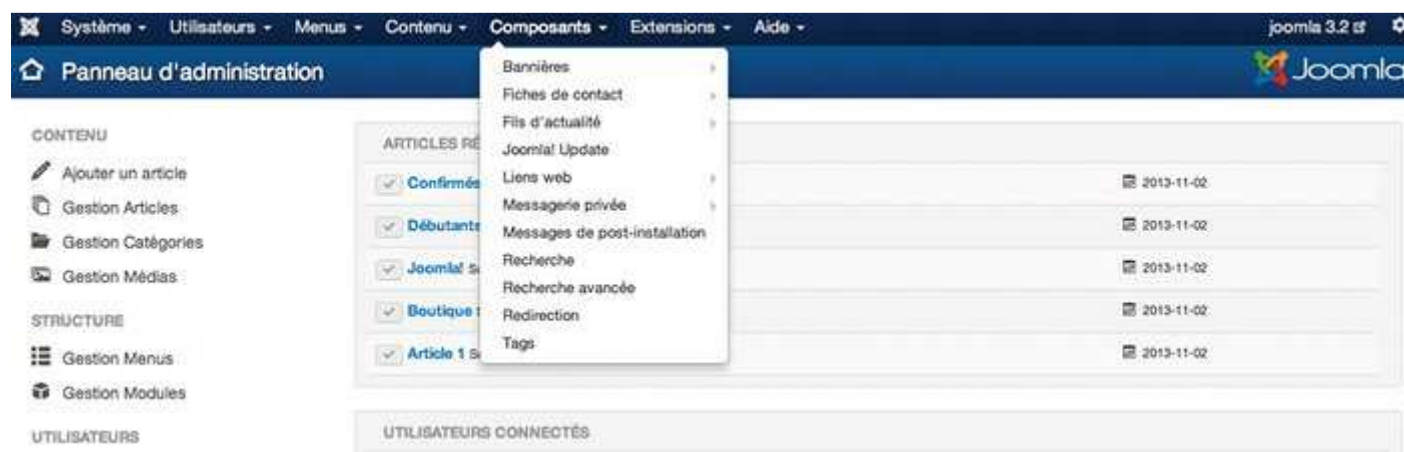 Système Utilisateurs Menus Contenu Composants Extensions Aide joomla 3.2
Panneau d'administration Joomla
Bannières
Fiches de contact
Fils d'actualité
Joomla! Update
Liens web
Messagerie privée
Messages de post-installation
Recherche
Recherche avancée
Redirection
Tags
CONTENU
Ajouter un article
Gestion Articles
Gestion Catégories
Gestion Médias
STRUCTURE
Gestion Menus
Gestion Modules
UTILISATEURS
ARTICLES
Confirmés 2013-11-02
Débutants 2013-11-02
Joomla! 2013-11-02
Boutique 2013-11-02
Article 1 2013-11-02
UTILISATEURS CONNECTÉS